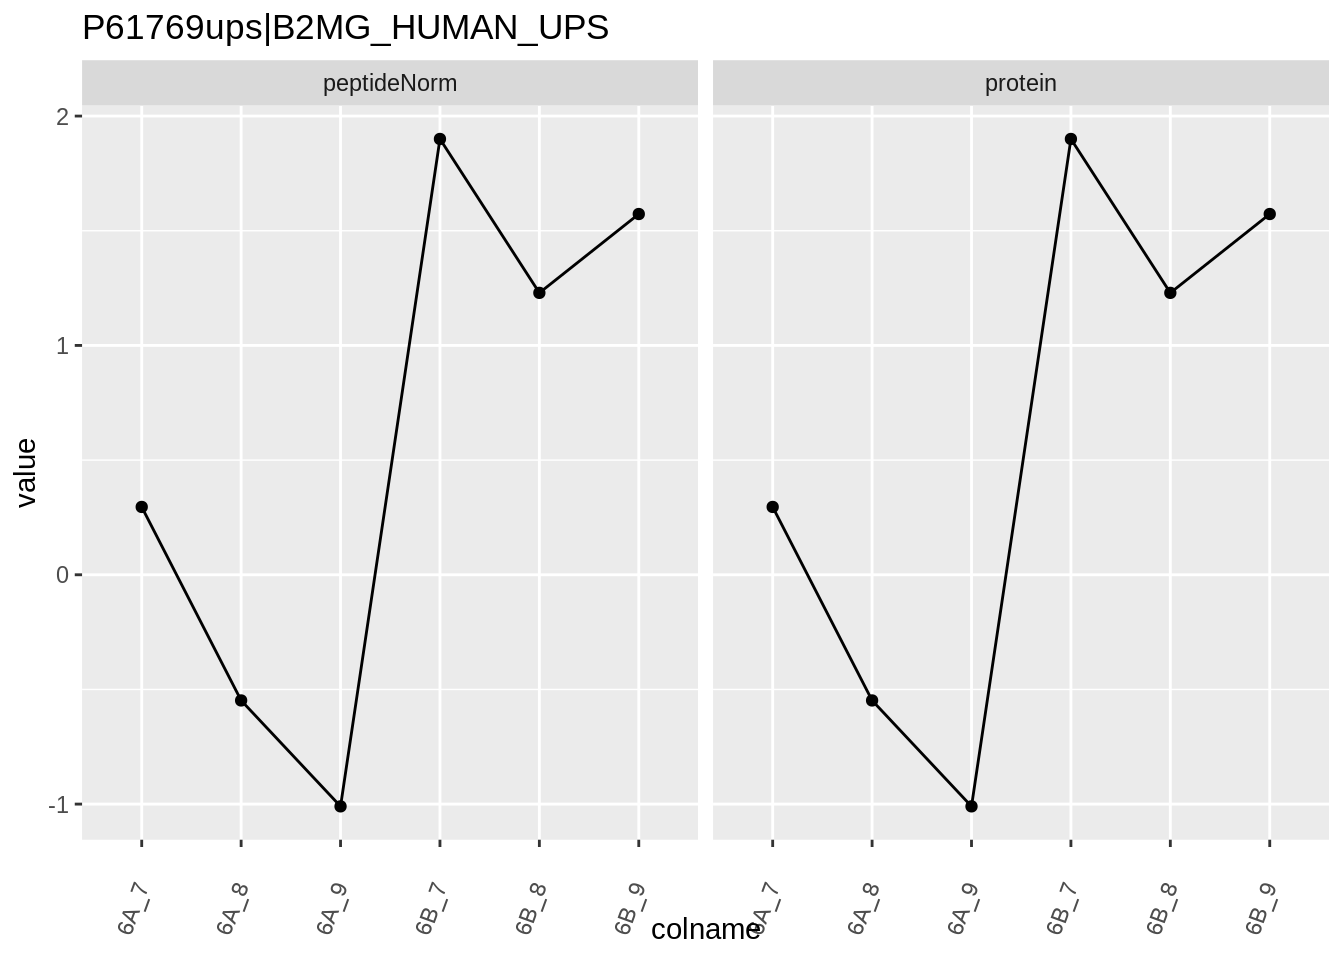 P61769ups|B2MG_HUMAN_UPS
peptideNorm
protein
2
1
0
-1
value
6A_7
6A_8
6A_9
6B_7
6B_8
6B_9
6A_7
6A_8
6A_9
6B_7
6B_8
6B_9
colname